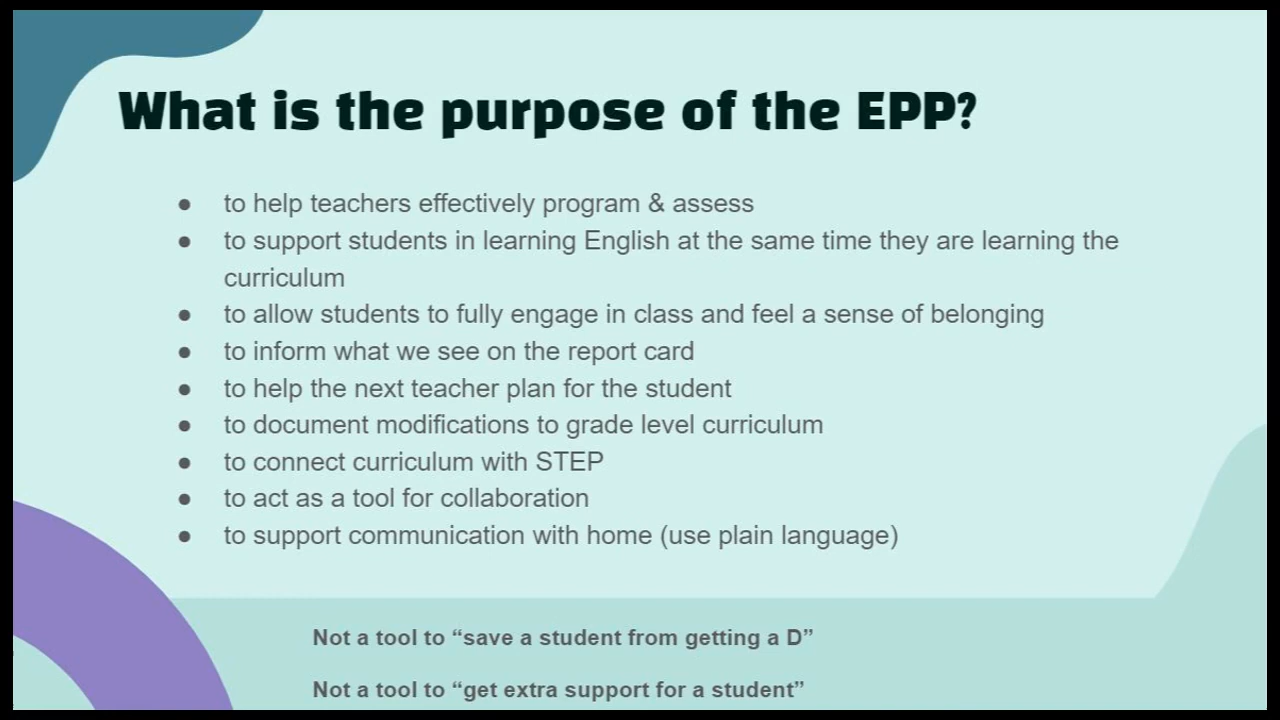 What is the purpose of the EPP?
● to help teachers effectively program & assess
● to support students in learning English at the same time they are learning the
curriculum
● to allow students to fully engage in class and feel a sense of belonging
● to inform what we see on the report card
● to help the next teacher plan for the student
● to document modifications to grade level curriculum
● to connect curriculum with STEP
● to act as a tool for collaboration
● to support communication with home (use plain language)
Not a tool to “save a student from getting a D”
Not a tool to “get extra support for a student”